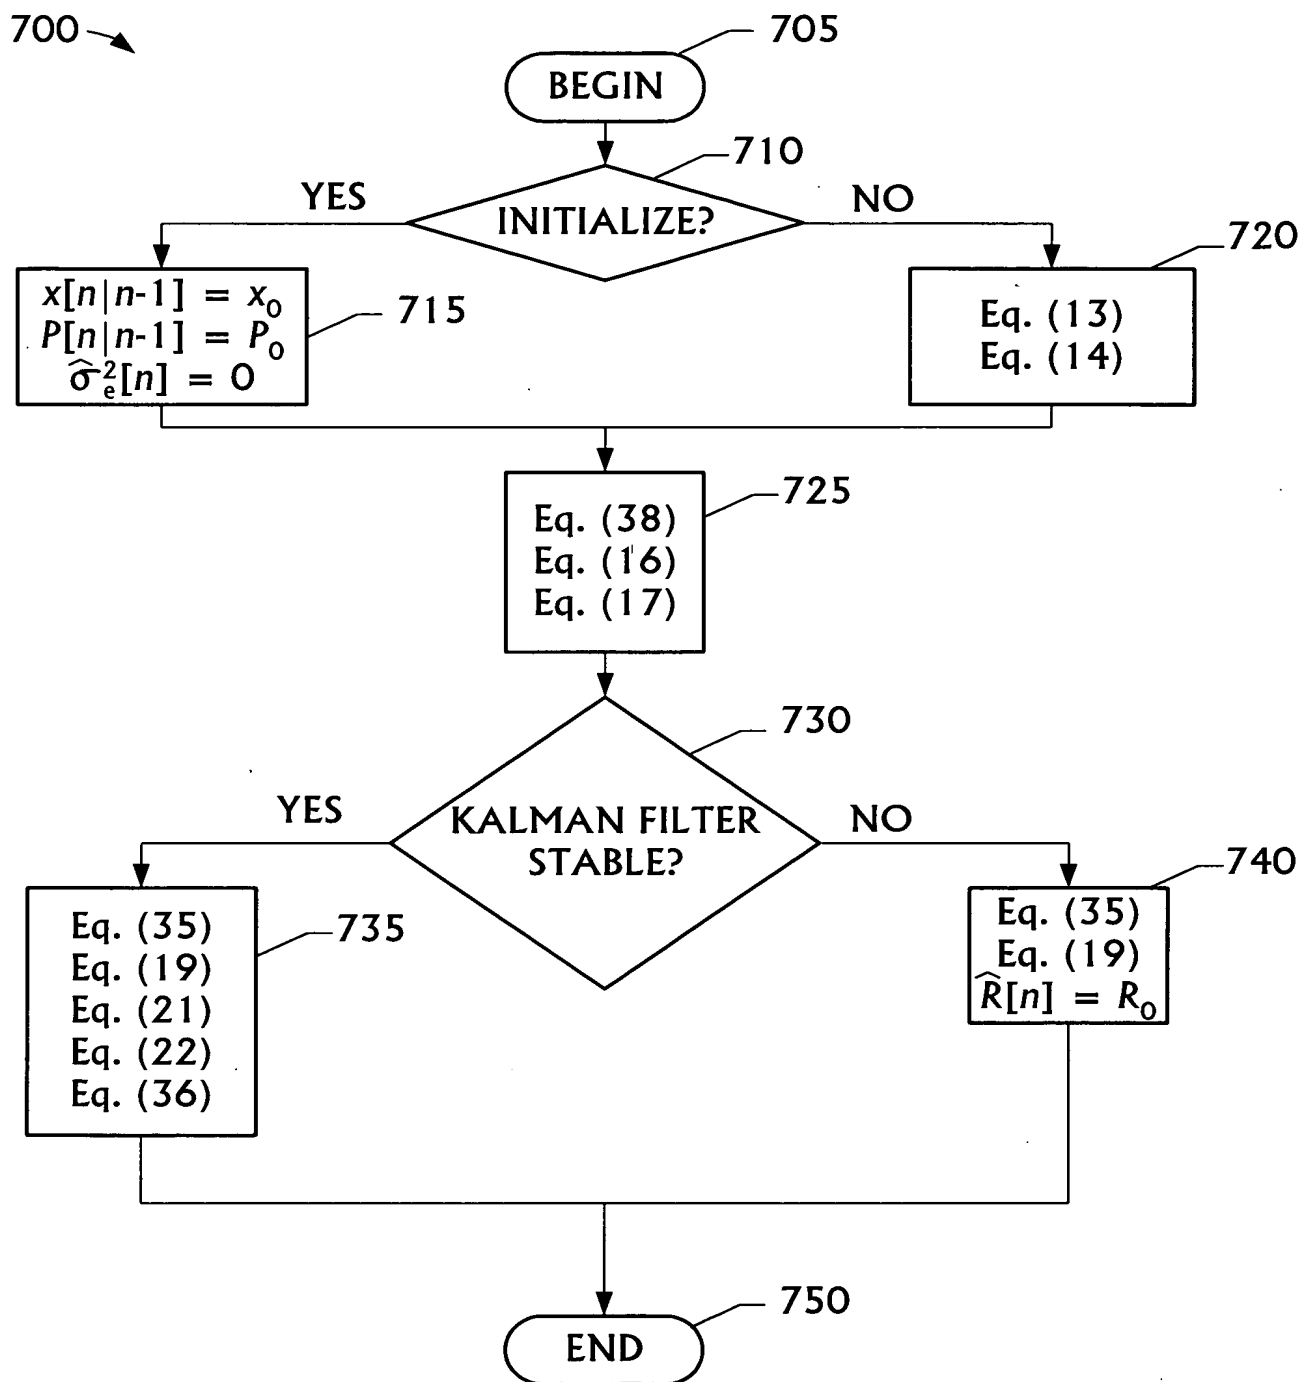 700
705
BEGIN
710
YES
INITIALIZE?
NO
720
x[n|n-1] = x₀
P[n|n-1] = P₀
σ̂ₑ²[n] = 0
715
Eq. (13)
Eq. (14)
725
Eq. (38)
Eq. (16)
Eq. (17)
730
YES
KALMAN FILTER
STABLE?
NO
740
Eq. (35)
Eq. (19)
Eq. (21)
Eq. (22)
Eq. (36)
735
Eq. (35)
Eq. (19)
R̂[n] = R₀
750
END